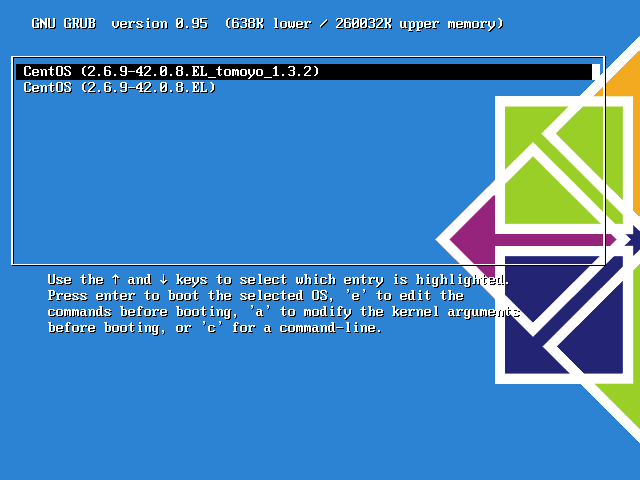 GNU GRUB  version 0.95  (638K lower / 260032K upper memory)
CentOS (2.6.9-42.0.8.EL_tomoyo_1.3.2)
CentOS (2.6.9-42.0.8.EL)
Use the ↑ and ↓ keys to select which entry is highlighted.
Press enter to boot the selected OS, 'e' to edit the
commands before booting, 'a' to modify the kernel arguments
before booting, or 'c' for a command-line.